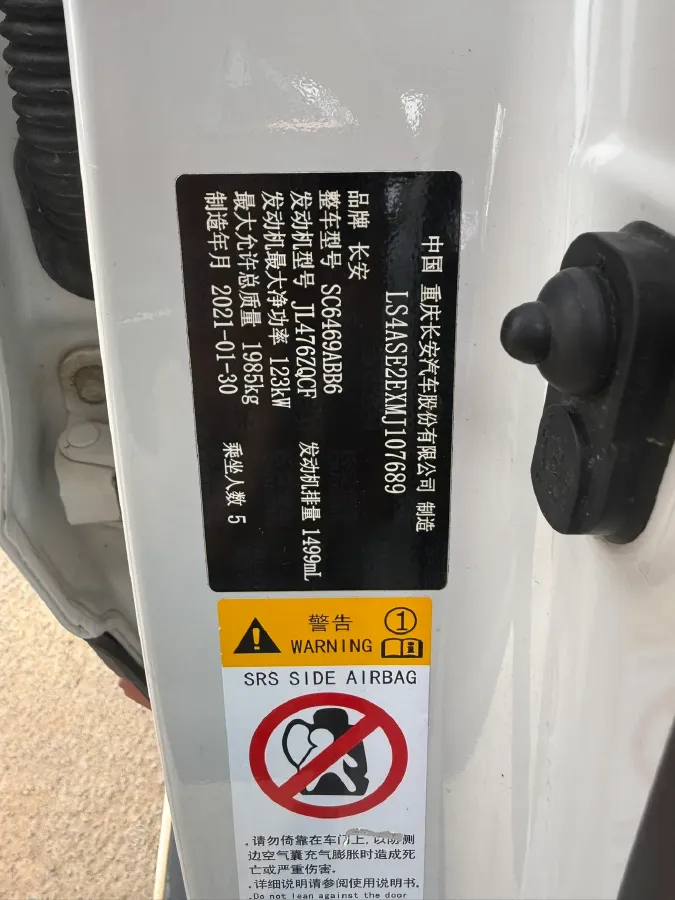 中国 重庆长安汽车股份有限公司 制造
LS4ASE2EXMJ107689
品牌 长安
整车型号 SC6469ABB6
发动机型号 JL476ZQCF 发动机排量 1499mL
发动机最大净功率 123kW
最大允许总质量 1985kg
制造年月 2021-01-30 乘坐人数 5
警告 ①
WARNING
SRS SIDE AIRBAG
.请勿倚靠在车门上,以防侧
边空气囊充气膨胀时造成死
亡或严重伤害.
.详细说明请参阅使用说明书.
.Do not lean against the door